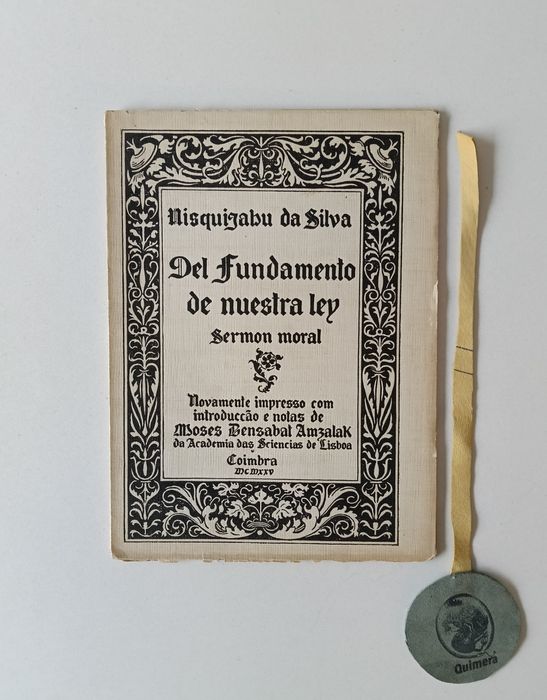 Nisquijabu da Silva
Del Fundamento
de nuestra ley
Sermon moral
Novamente impresso com
introducção e notas de
Moses Bensabat Amzalak
da Academia das Sciencias de Lisboa
Coimbra
MCMXXV
Quimera